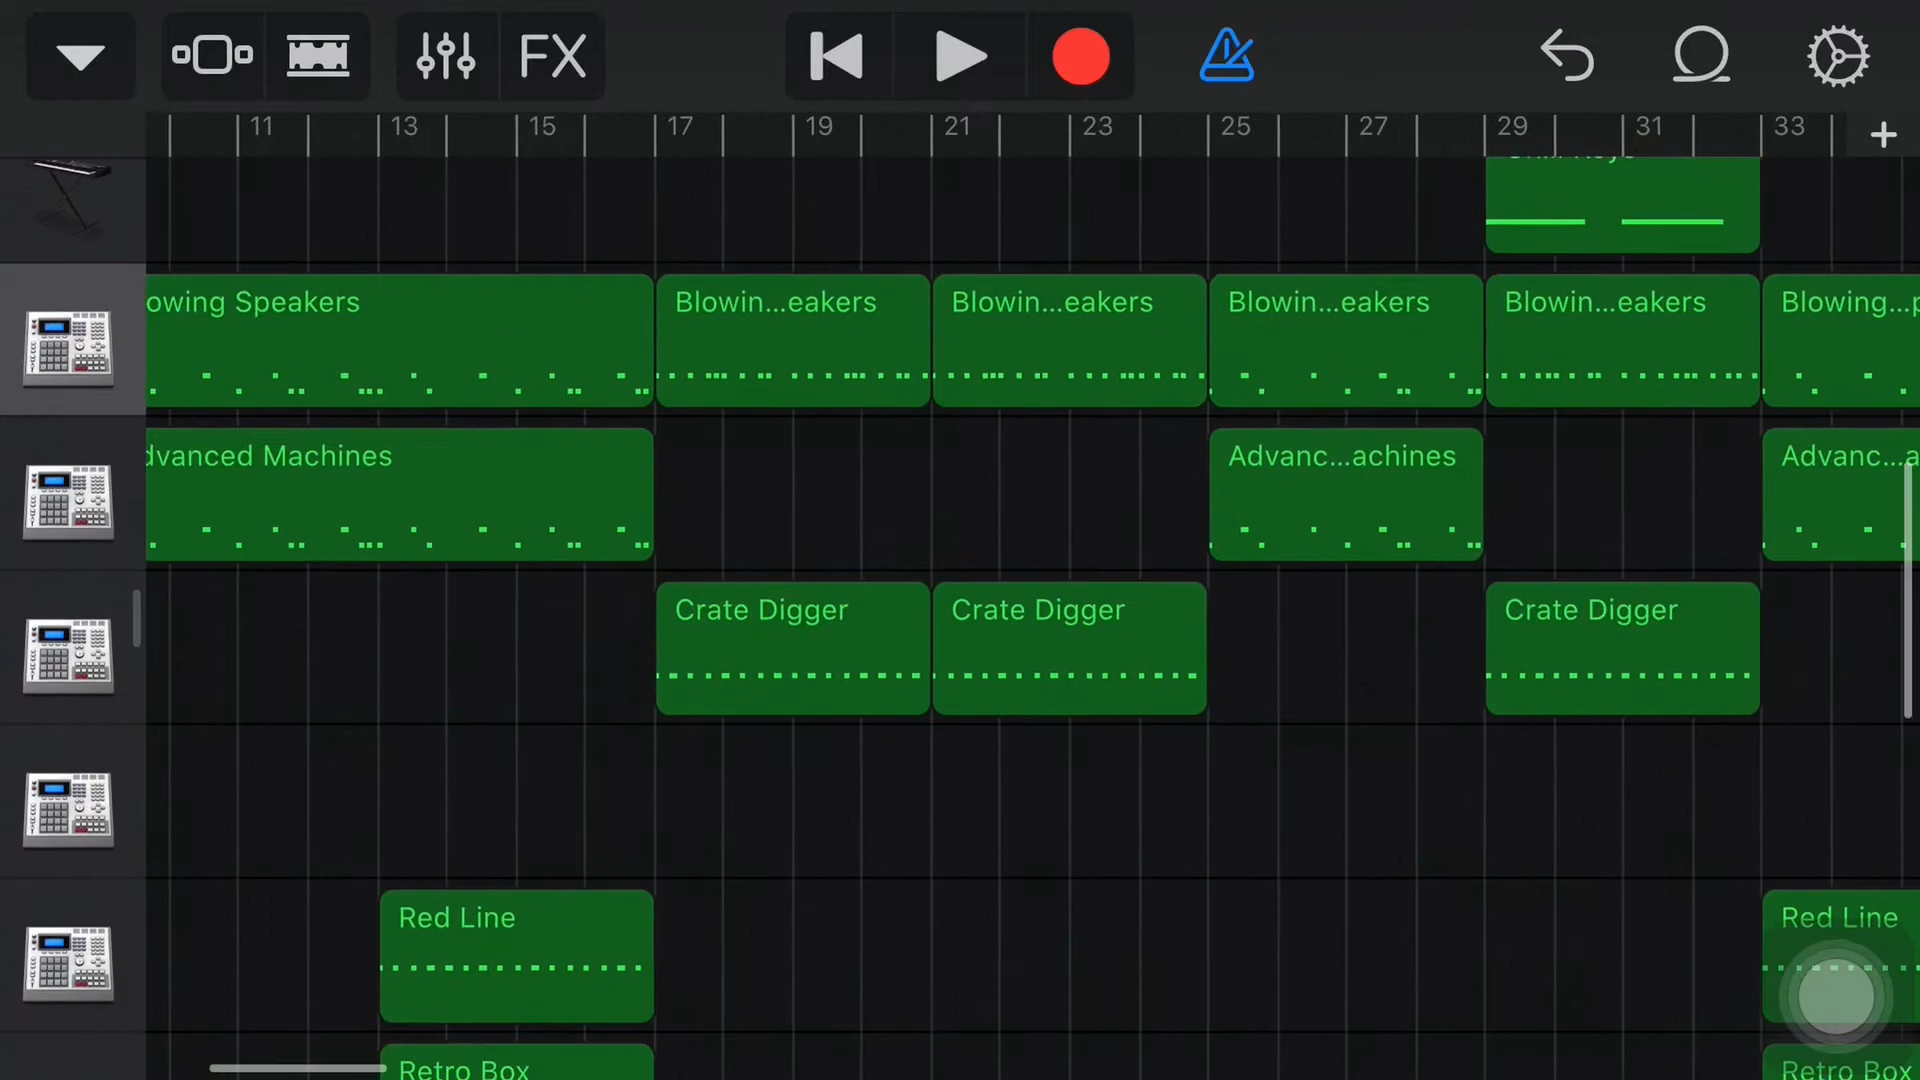 FX
11 13 15 17 19 21 23 25 27 29 31 33 +
owing Speakers Blowin...eakers Blowin...eakers Blowin...eakers Blowin...eakers Blowing...p
dvanced Machines Advanc...achines Advanc...a
Crate Digger Crate Digger Crate Digger
Red Line Red Line
Retro Box Retro Box